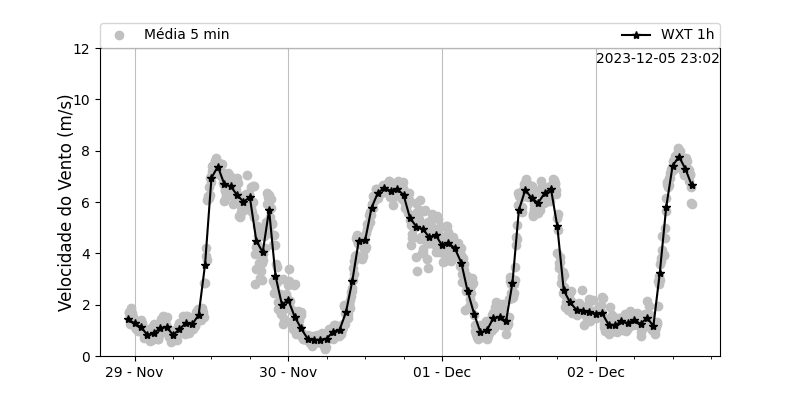 Média 5 min
WXT 1h
2023-12-05 23:02
Velocidade do Vento (m/s)
12
10
8
6
4
2
0
29 - Nov
30 - Nov
01 - Dec
02 - Dec